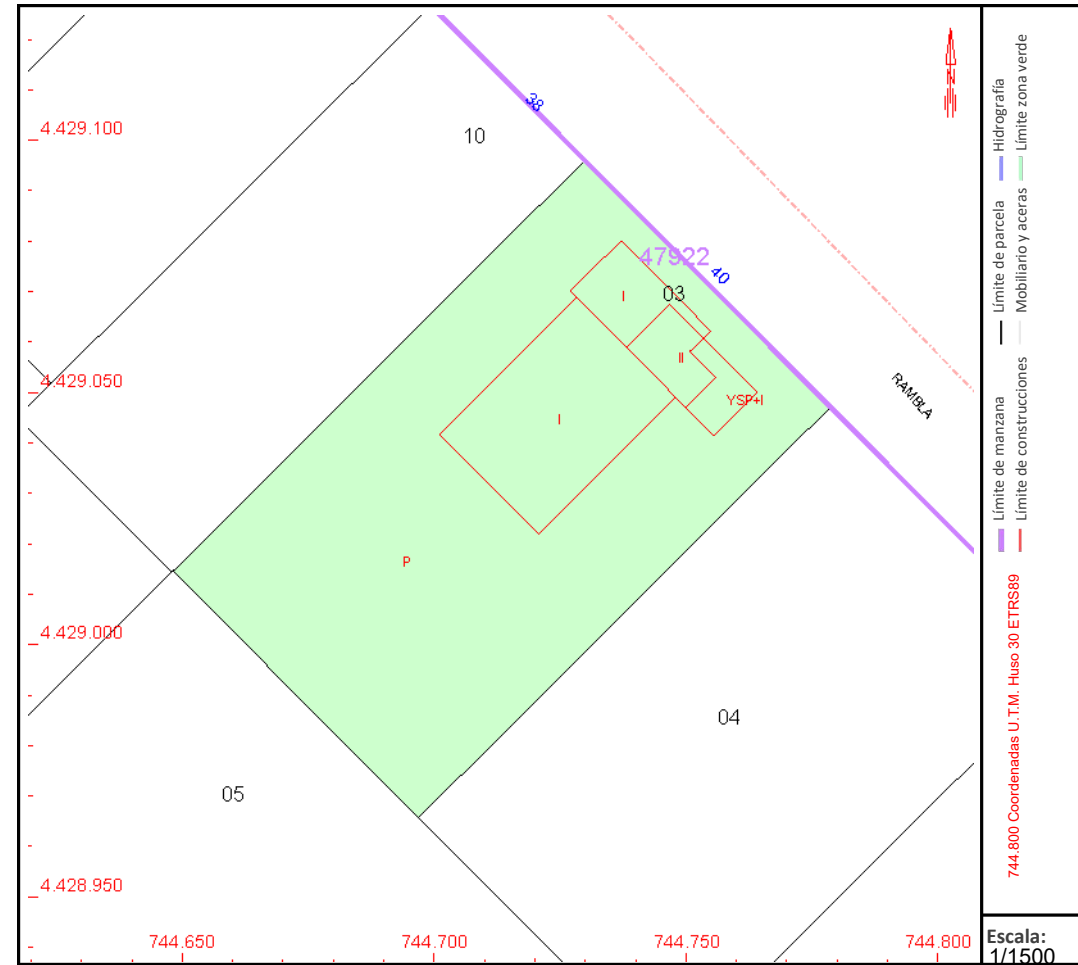 38
10
4.429.100
47922
40
03
I
II
4.429.050
RAMBLA
YSP+I
I
P
4.429.000
04
05
4.428.950
744.650
744.700
744.750
744.800
N
Hidrografía
Límite zona verde
Límite de parcela
Mobiliario y aceras
Límite de manzana
Límite de construcciones
744.800 Coordenadas U.T.M. Huso 30 ETRS89
Escala:
1/1500